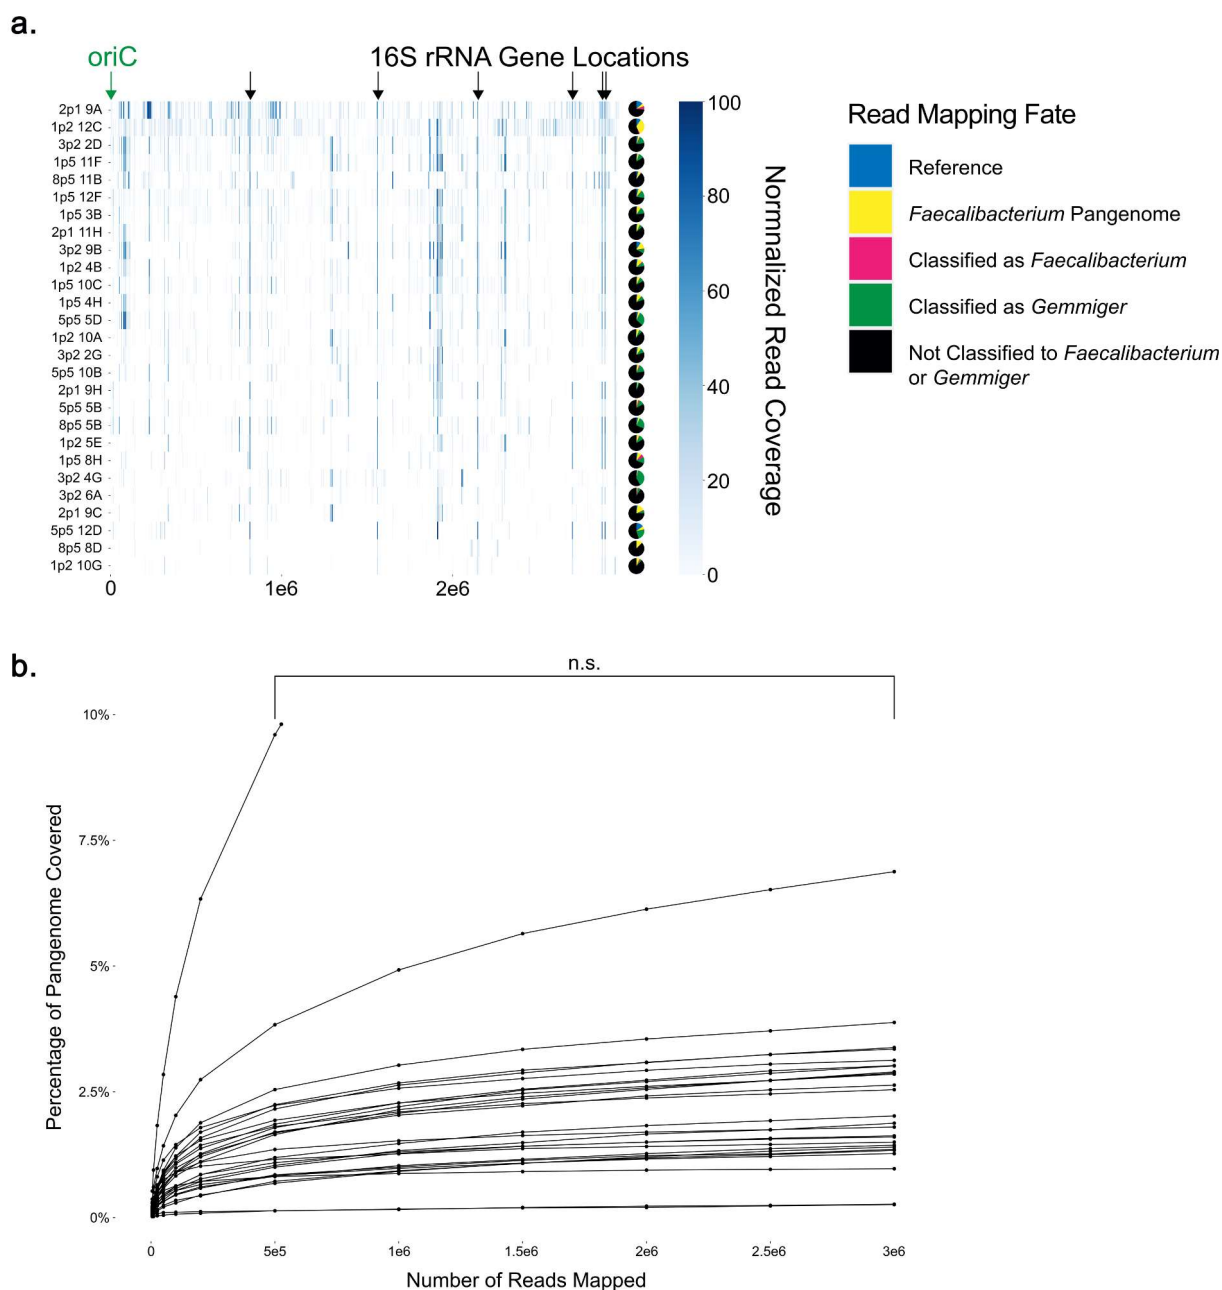 a.
oriC
16S rRNA Gene Locations
2p1 9A
1p2 12C
3p2 2D
1p5 11F
8p5 11B
1p5 12F
1p5 3B
2p1 11H
3p2 9B
1p2 4B
1p5 10C
1p5 4H
5p5 5D
1p2 10A
3p2 2G
5p5 10B
2p1 9H
5p5 5B
8p5 5B
1p2 5E
1p5 8H
3p2 4G
3p2 6A
2p1 9C
5p5 12D
8p5 8D
1p2 10G
0
1e6
2e6
100
80
60
40
20
0
Normnalized Read Coverage
Read Mapping Fate
Reference
Faecalibacterium Pangenome
Classified as Faecalibacterium
Classified as Gemmiger
Not Classified to Faecalibacterium
or Gemmiger
b.
n.s.
10%
7.5%
5%
2.5%
0%
Percentage of Pangenome Covered
0
5e5
1e6
1.5e6
2e6
2.5e6
3e6
Number of Reads Mapped